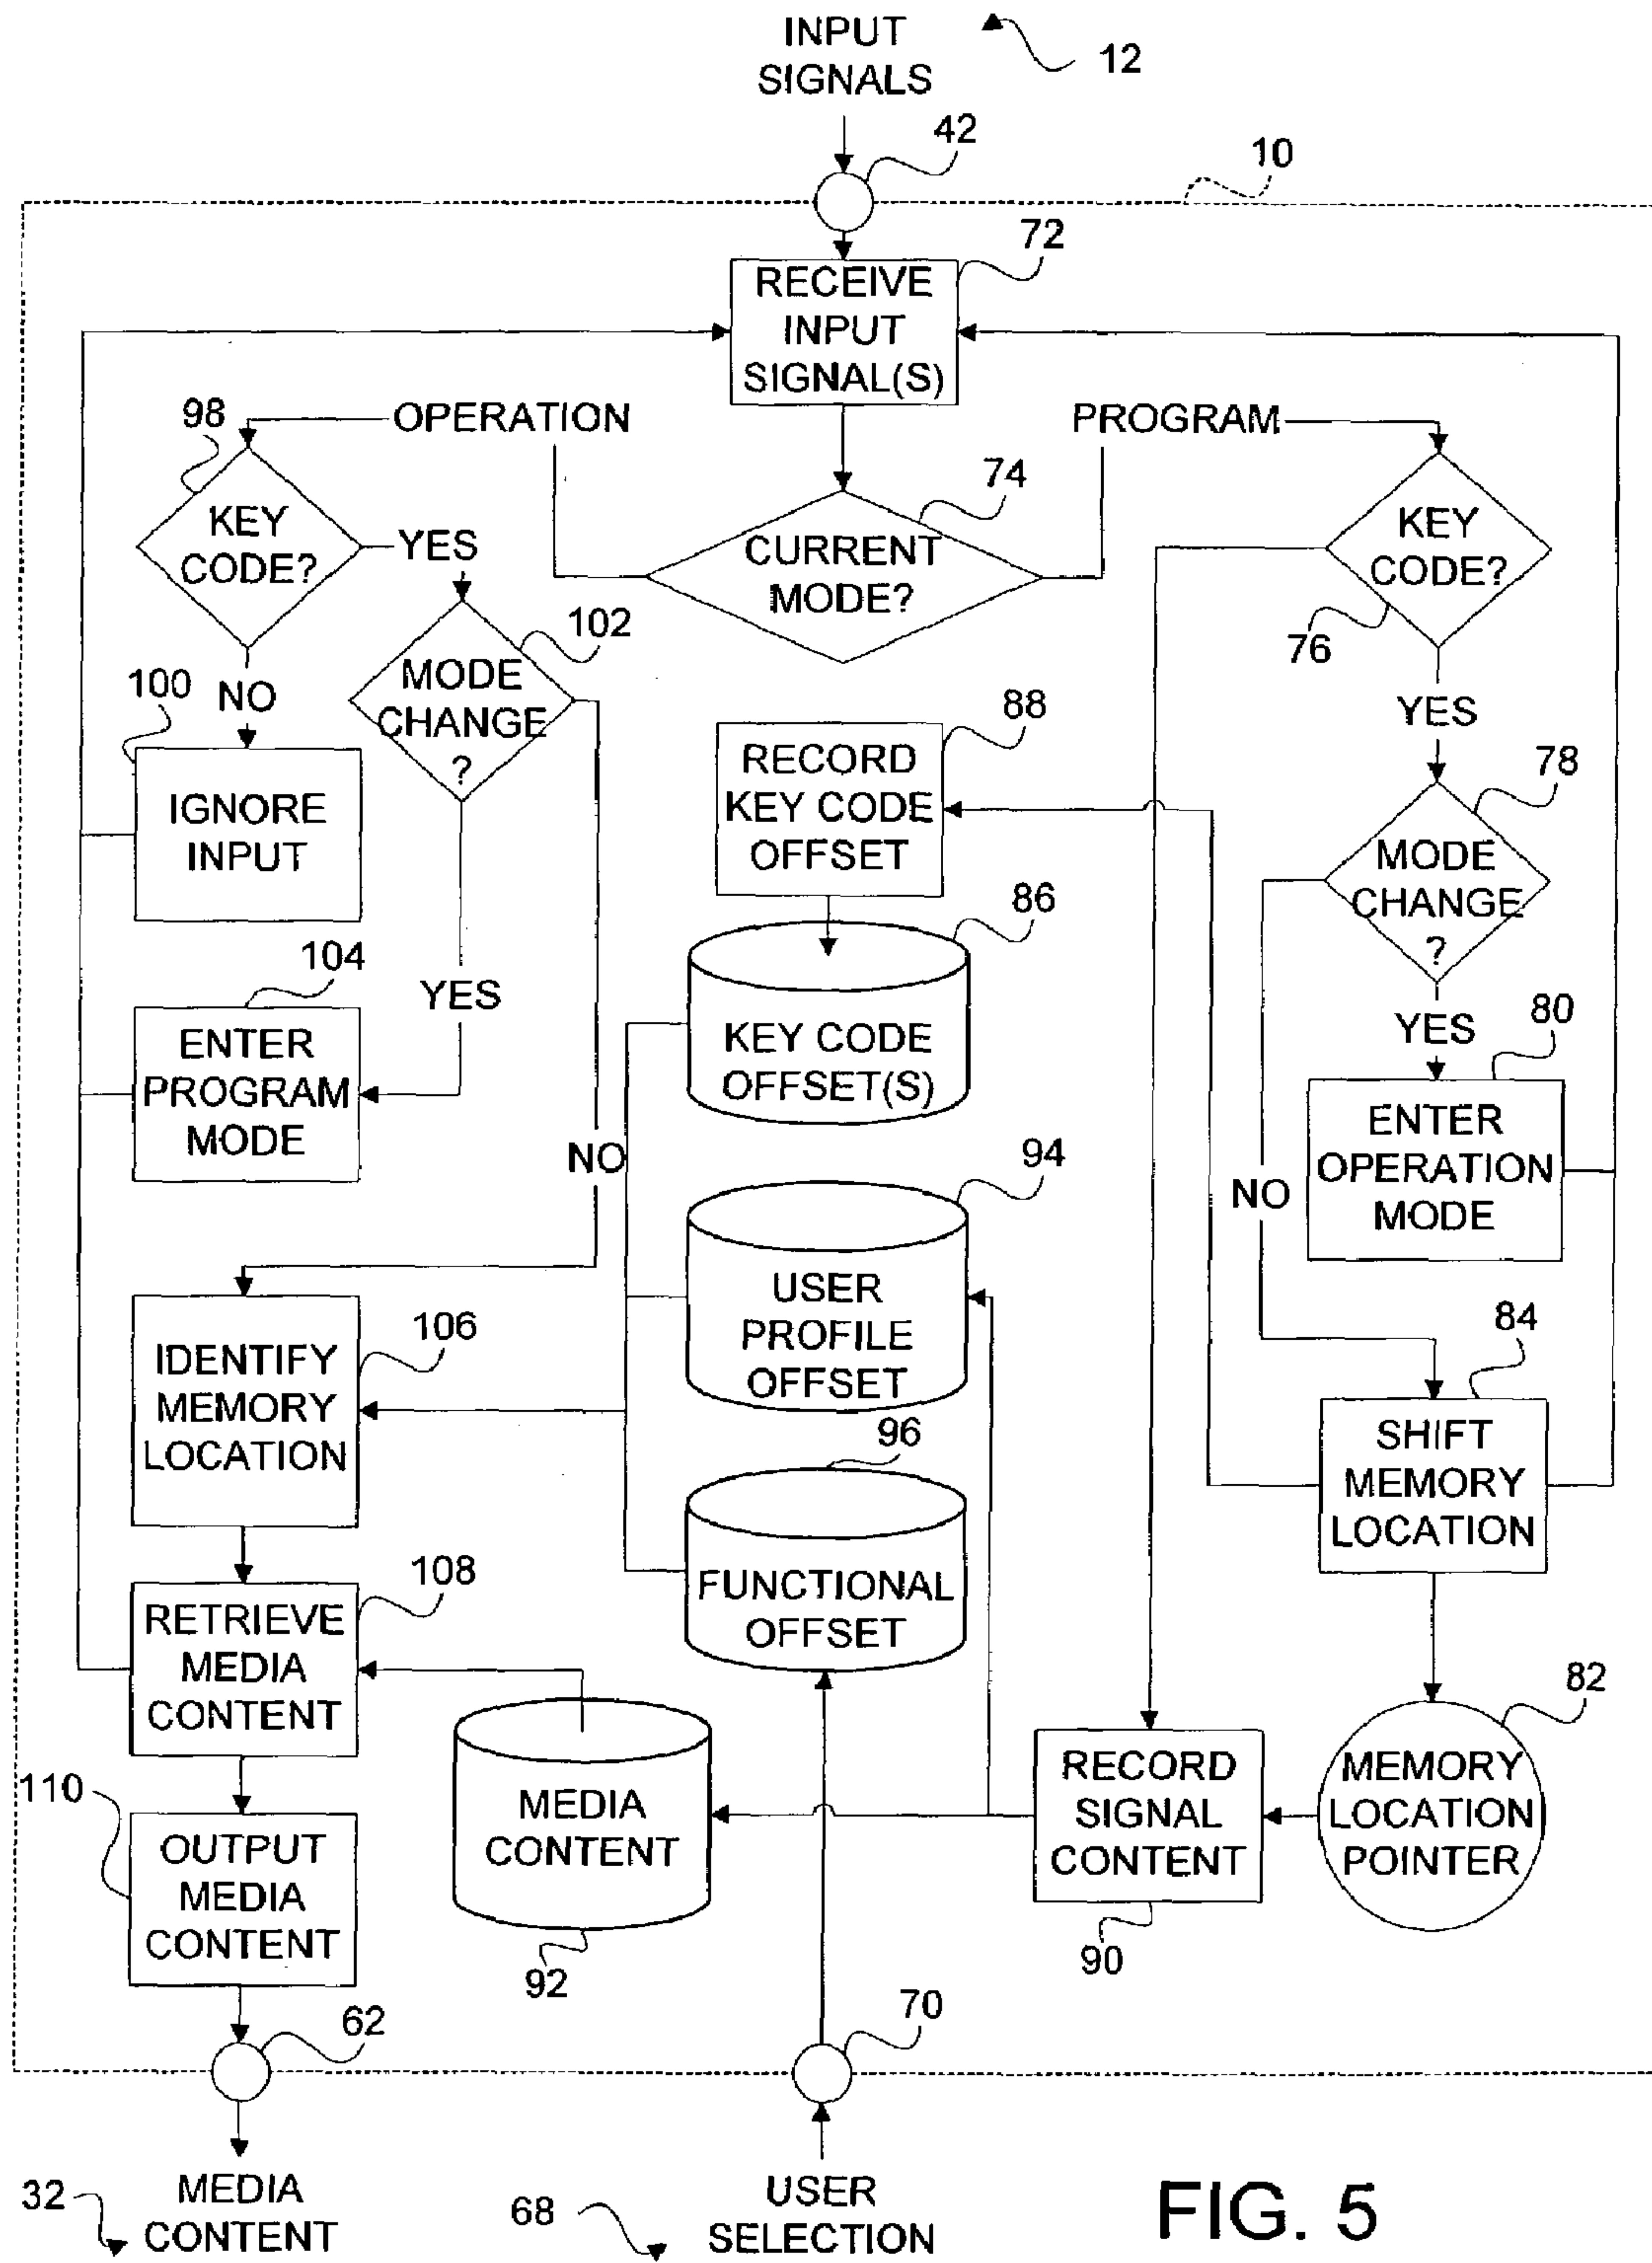 INPUT
SIGNALS
12
42
10
72
RECEIVE
INPUT
SIGNAL(S)
98
OPERATION
PROGRAM
74
KEY
CODE?
YES
CURRENT
MODE?
KEY
CODE?
76
102
MODE
CHANGE
?
100
NO
YES
88
RECORD
KEY CODE
OFFSET
78
MODE
CHANGE
?
IGNORE
INPUT
86
104
YES
KEY CODE
OFFSET(S)
YES
80
ENTER
PROGRAM
MODE
ENTER
OPERATION
MODE
NO
94
NO
USER
PROFILE
OFFSET
84
106
IDENTIFY
MEMORY
LOCATION
96
SHIFT
MEMORY
LOCATION
108
FUNCTIONAL
OFFSET
RETRIEVE
MEDIA
CONTENT
82
110
MEDIA
CONTENT
RECORD
SIGNAL
CONTENT
MEMORY
LOCATION
POINTER
OUTPUT
MEDIA
CONTENT
92
90
62
70
32
MEDIA
CONTENT
68
USER
SELECTION
FIG. 5